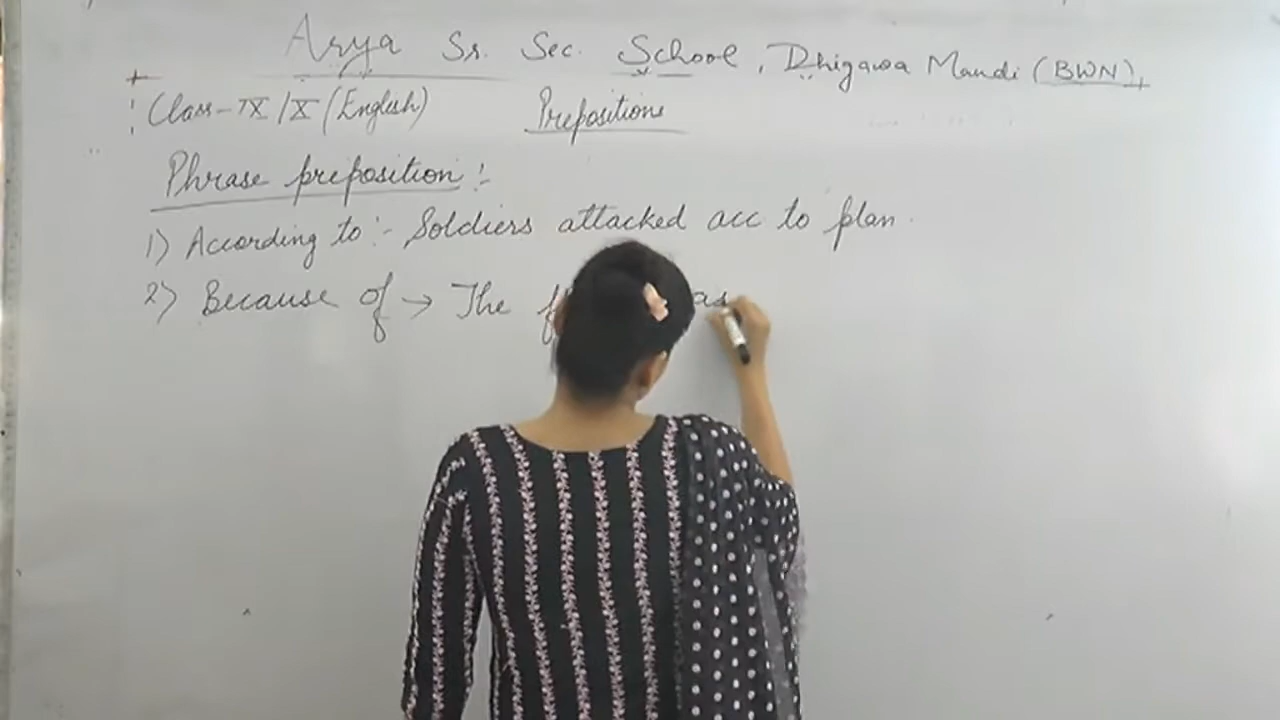 Arya Sr. Sec. School, Dhigawa Mandi (BWN)
Class-IX/X (English) Prepositions
Phrase preposition :-
1) According to :- Soldiers attacked acc to plan.
2) Because of → The